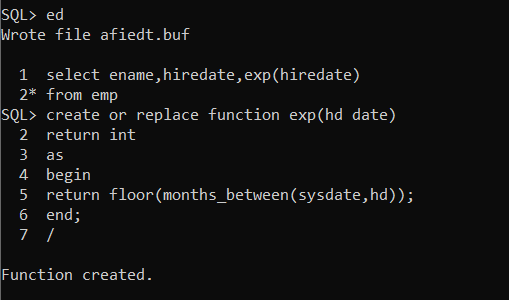 SQL> ed
Wrote file afiedt.buf
  1  select ename,hiredate,exp(hiredate)
  2* from emp
SQL> create or replace function exp(hd date)
  2  return int
  3  as
  4  begin
  5  return floor(months_between(sysdate,hd));
  6  end;
  7  /
Function created.